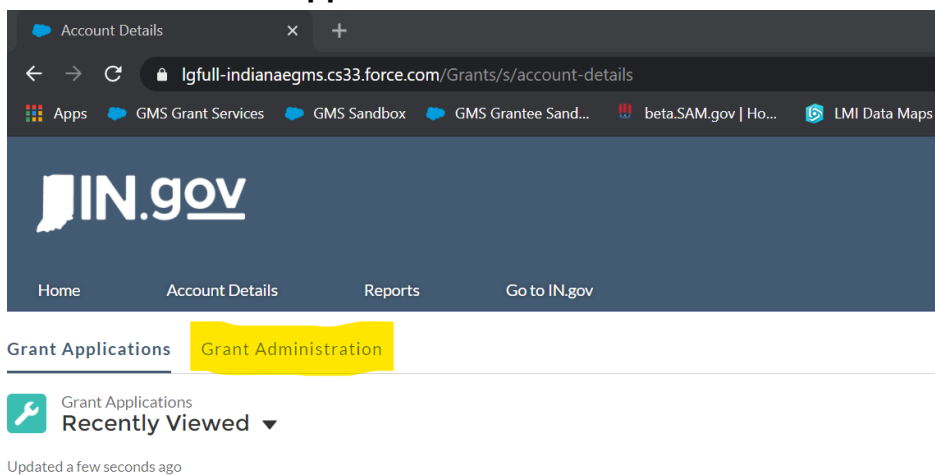 Account Details
lgfull-indianaegms.cs33.force.com/Grants/s/account-details
Apps GMS Grant Services GMS Sandbox GMS Grantee Sand... beta.SAM.gov | Ho... LMI Data Maps
IN.gov
Home Account Details Reports Go to IN.gov
Grant Applications Grant Administration
Grant Applications
Recently Viewed
Updated a few seconds ago